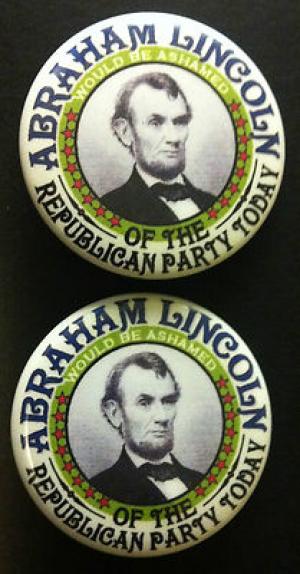 ABRAHAM LINCOLN
WOULD BE ASHAMED
OF THE
REPUBLICAN PARTY TODAY
ABRAHAM LINCOLN
WOULD BE ASHAMED
OF THE
REPUBLICAN PARTY TODAY